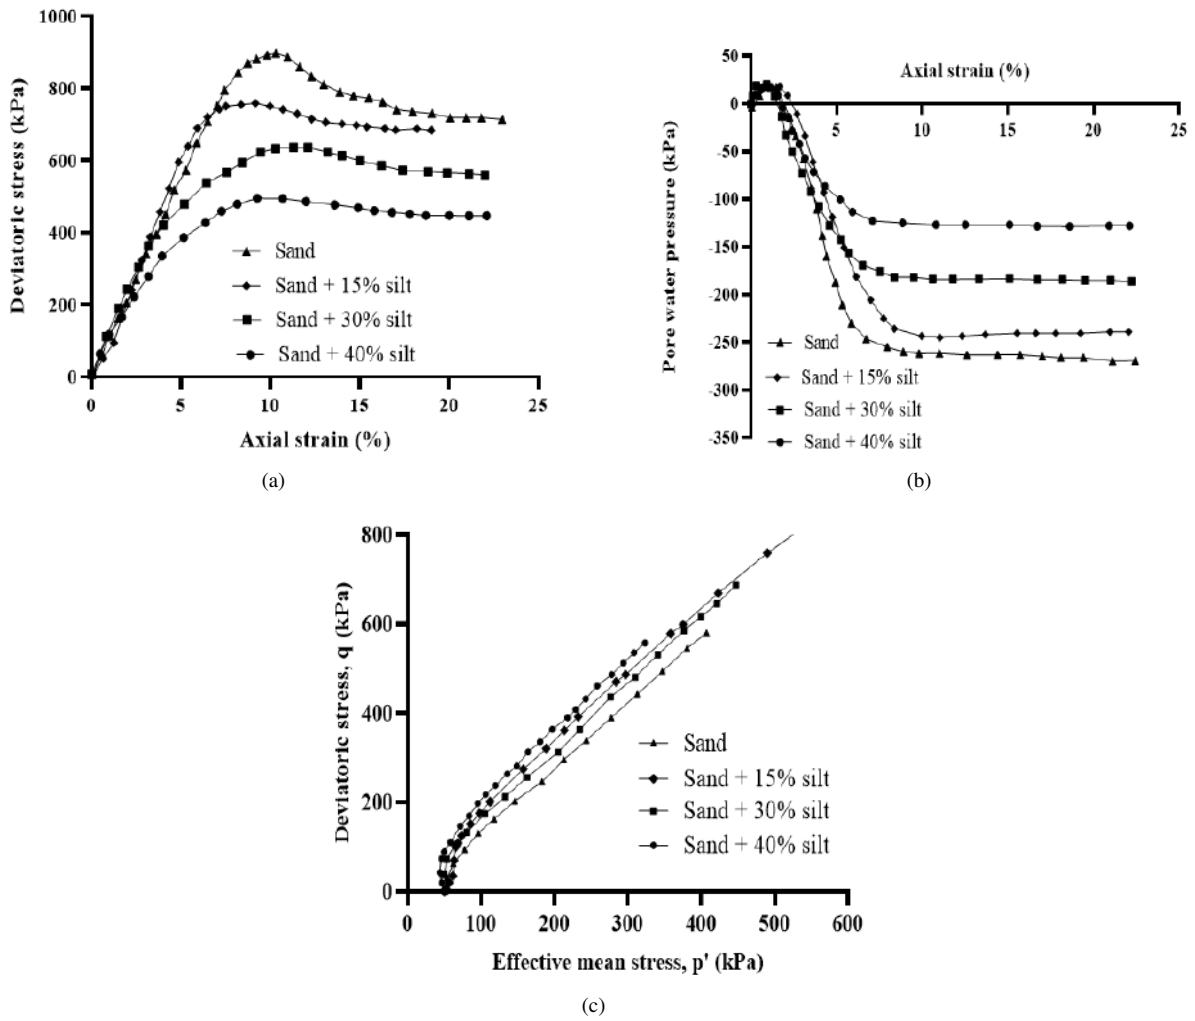 1000
800
600
400
200
0
Deviatoric stress (kPa)
Sand
Sand + 15% silt
Sand + 30% silt
Sand + 40% silt
0 5 10 15 20 25
Axial strain (%)
(a)
50
0
-50
-100
-150
-200
-250
-300
-350
Pore water pressure (kPa)
Axial strain (%)
5 10 15 20 25
Sand
Sand + 15% silt
Sand + 30% silt
Sand + 40% silt
(b)
800
600
400
200
0
Deviatoric stress, q (kPa)
Sand
Sand + 15% silt
Sand + 30% silt
Sand + 40% silt
0 100 200 300 400 500 600
Effective mean stress, p' (kPa)
(c)